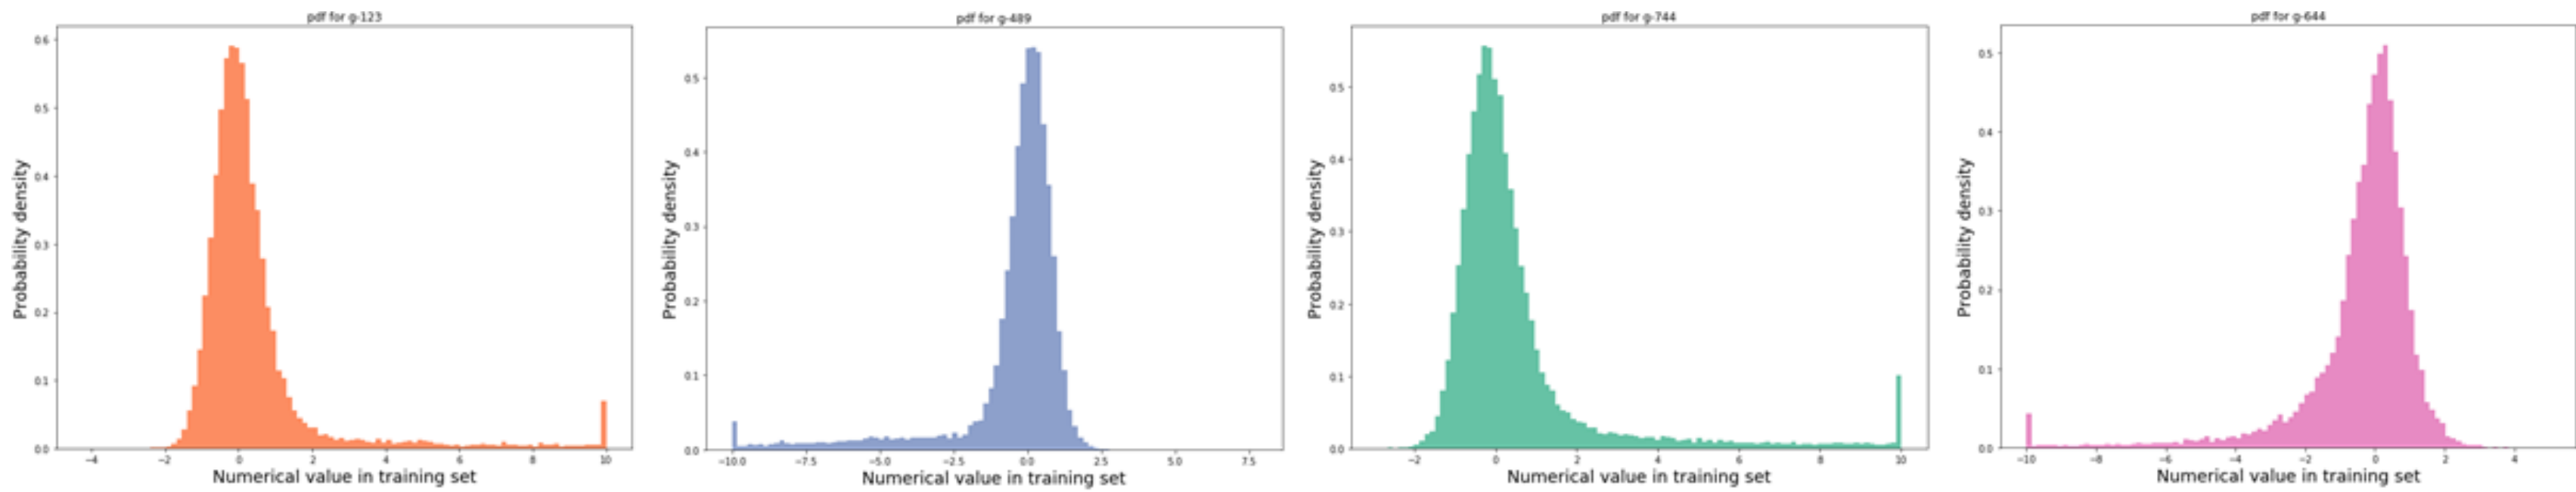 pdf for g-123
Probability density
0.6
0.5
0.4
0.3
0.2
0.1
0.0
−4 −2 0 2 4 6 8 10
Numerical value in training set
pdf for g-489
Probability density
0.5
0.4
0.3
0.2
0.1
0.0
−10.0 −7.5 −5.0 −2.5 0.0 2.5 5.0 7.5
Numerical value in training set
pdf for g-744
Probability density
0.5
0.4
0.3
0.2
0.1
0.0
−2 0 2 4 6 8 10
Numerical value in training set
pdf for g-644
Probability density
0.5
0.4
0.3
0.2
0.1
0.0
−10 −8 −6 −4 −2 0 2 4
Numerical value in training set